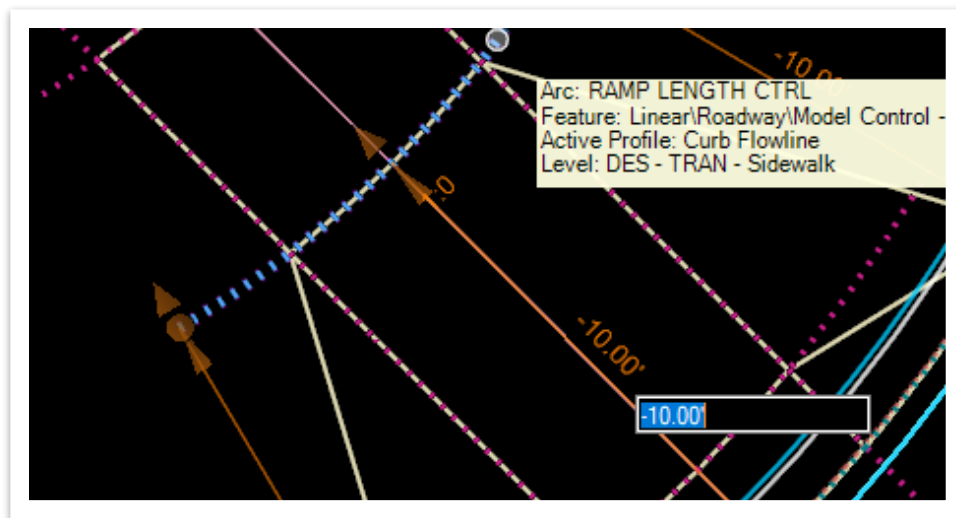 -10.00'
Arc: RAMP LENGTH CTRL
Feature: Linear\Roadway\Model Control -
Active Profile: Curb Flowline
Level: DES - TRAN - Sidewalk
-10.00'
-10.00'